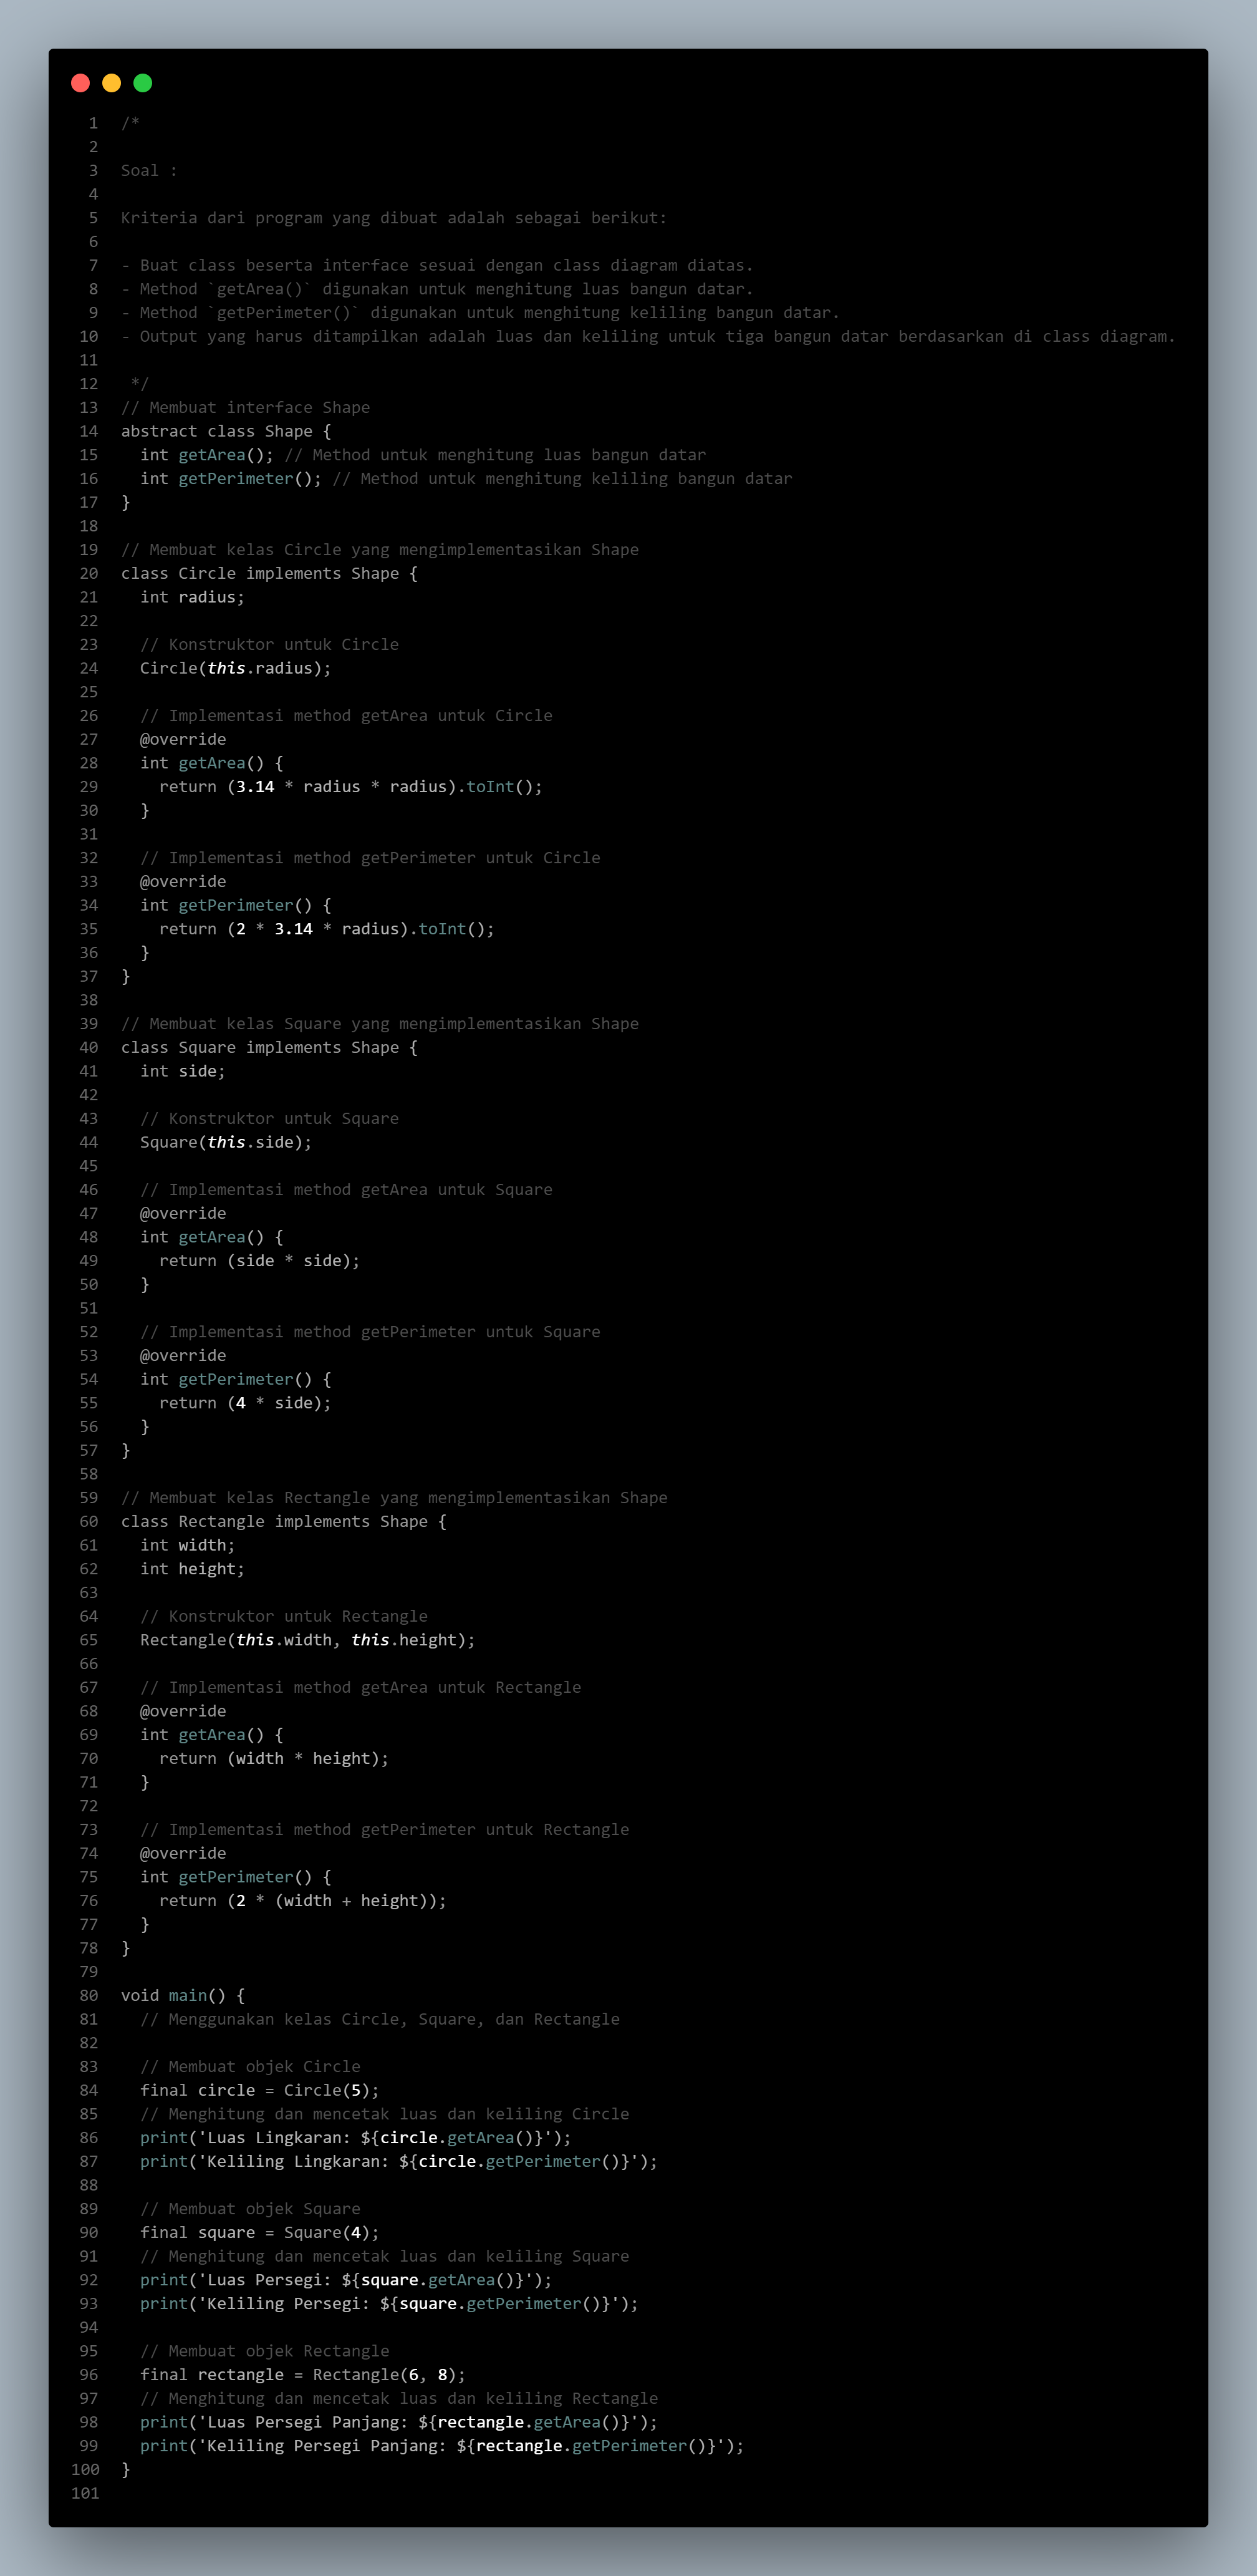 1 /*
2
3 Soal :
4
5 Kriteria dari program yang dibuat adalah sebagai berikut:
6
7 - Buat class beserta interface sesuai dengan class diagram diatas.
8 - Method `getArea()` digunakan untuk menghitung luas bangun datar.
9 - Method `getPerimeter()` digunakan untuk menghitung keliling bangun datar.
10 - Output yang harus ditampilkan adalah luas dan keliling untuk tiga bangun datar berdasarkan di class diagram.
11
12  */
13 // Membuat interface Shape
14 abstract class Shape {
15   int getArea(); // Method untuk menghitung luas bangun datar
16   int getPerimeter(); // Method untuk menghitung keliling bangun datar
17 }
18
19 // Membuat kelas Circle yang mengimplementasikan Shape
20 class Circle implements Shape {
21   int radius;
22
23   // Konstruktor untuk Circle
24   Circle(this.radius);
25
26   // Implementasi method getArea untuk Circle
27   @override
28   int getArea() {
29     return (3.14 * radius * radius).toInt();
30   }
31
32   // Implementasi method getPerimeter untuk Circle
33   @override
34   int getPerimeter() {
35     return (2 * 3.14 * radius).toInt();
36   }
37 }
38
39 // Membuat kelas Square yang mengimplementasikan Shape
40 class Square implements Shape {
41   int side;
42
43   // Konstruktor untuk Square
44   Square(this.side);
45
46   // Implementasi method getArea untuk Square
47   @override
48   int getArea() {
49     return (side * side);
50   }
51
52   // Implementasi method getPerimeter untuk Square
53   @override
54   int getPerimeter() {
55     return (4 * side);
56   }
57 }
58
59 // Membuat kelas Rectangle yang mengimplementasikan Shape
60 class Rectangle implements Shape {
61   int width;
62   int height;
63
64   // Konstruktor untuk Rectangle
65   Rectangle(this.width, this.height);
66
67   // Implementasi method getArea untuk Rectangle
68   @override
69   int getArea() {
70     return (width * height);
71   }
72
73   // Implementasi method getPerimeter untuk Rectangle
74   @override
75   int getPerimeter() {
76     return (2 * (width + height));
77   }
78 }
79
80 void main() {
81   // Menggunakan kelas Circle, Square, dan Rectangle
82
83   // Membuat objek Circle
84   final circle = Circle(5);
85   // Menghitung dan mencetak luas dan keliling Circle
86   print('Luas Lingkaran: ${circle.getArea()}');
87   print('Keliling Lingkaran: ${circle.getPerimeter()}');
88
89   // Membuat objek Square
90   final square = Square(4);
91   // Menghitung dan mencetak luas dan keliling Square
92   print('Luas Persegi: ${square.getArea()}');
93   print('Keliling Persegi: ${square.getPerimeter()}');
94
95   // Membuat objek Rectangle
96   final rectangle = Rectangle(6, 8);
97   // Menghitung dan mencetak luas dan keliling Rectangle
98   print('Luas Persegi Panjang: ${rectangle.getArea()}');
99   print('Keliling Persegi Panjang: ${rectangle.getPerimeter()}');
100 }
101